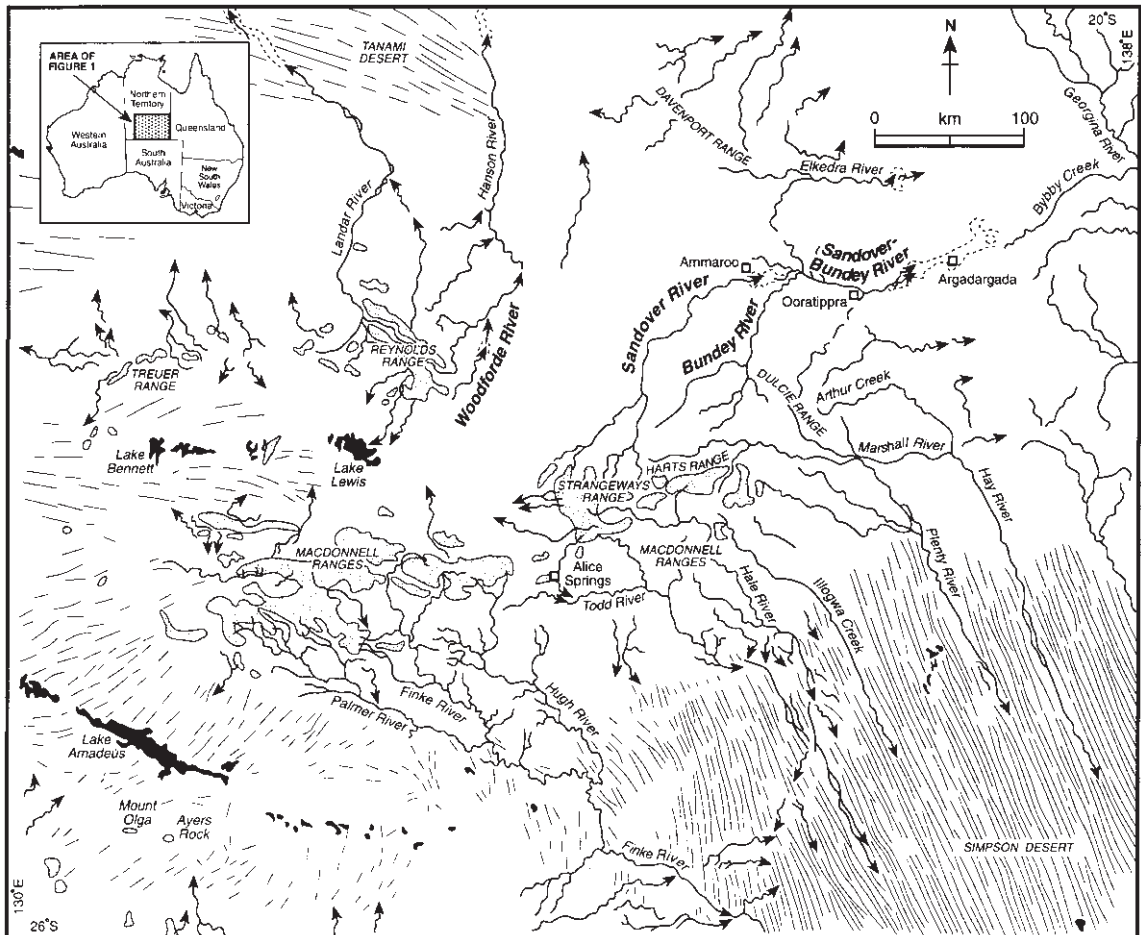 AREA OF
FIGURE 1
Northern
Territory
Western
Australia
Queensland
South
Australia
New
South
Wales
Victoria
TANAMI
DESERT
N
20°S
138°E
0 km 100
DAVENPORT RANGE
Georgina River
Elkedra River
Bybby Creek
Hanson River
Landar River
Ammaroo
Sandover-
Bundey River
Argadargada
Ooratippra
Sandover River
Bundey River
Woodforde River
REYNOLDS
RANGE
TREUER
RANGE
DULCIE RANGE
Arthur Creek
Lake
Bennett
Lake
Lewis
Marshall River
HARTS RANGE
STRANGEWAYS
RANGE
Hay River
Plenty River
MACDONNELL
RANGES
MACDONNELL
RANGES
Alice
Springs
Todd River
Hale River
Illogwa Creek
Finke River
Palmer River
Hugh River
Lake
Amadeus
Mount
Olga
Ayers
Rock
Finke River
SIMPSON DESERT
130°E
26°S